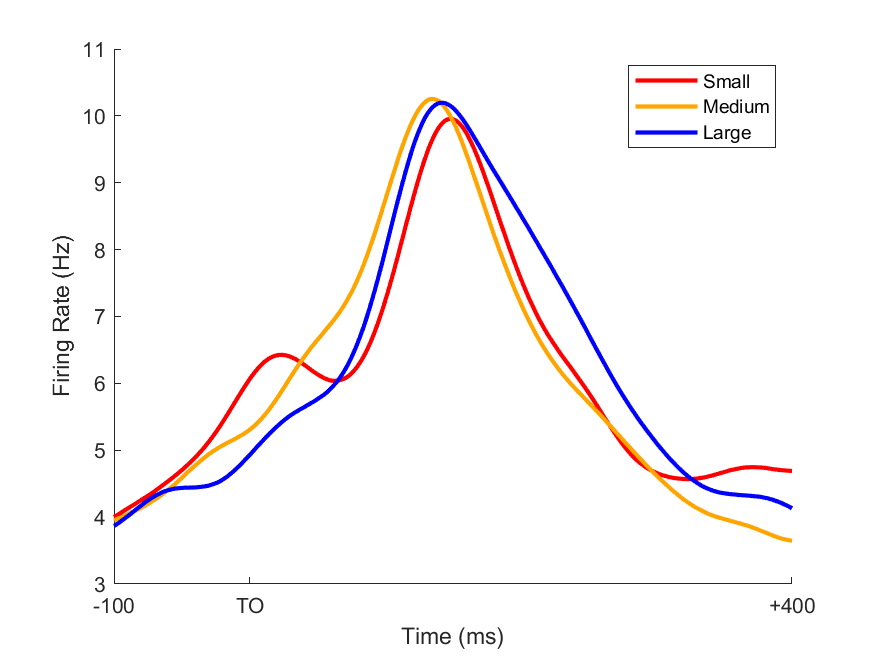 11
10
9
8
7
6
5
4
3
Firing Rate (Hz)
Small
Medium
Large
-100
TO
+400
Time (ms)